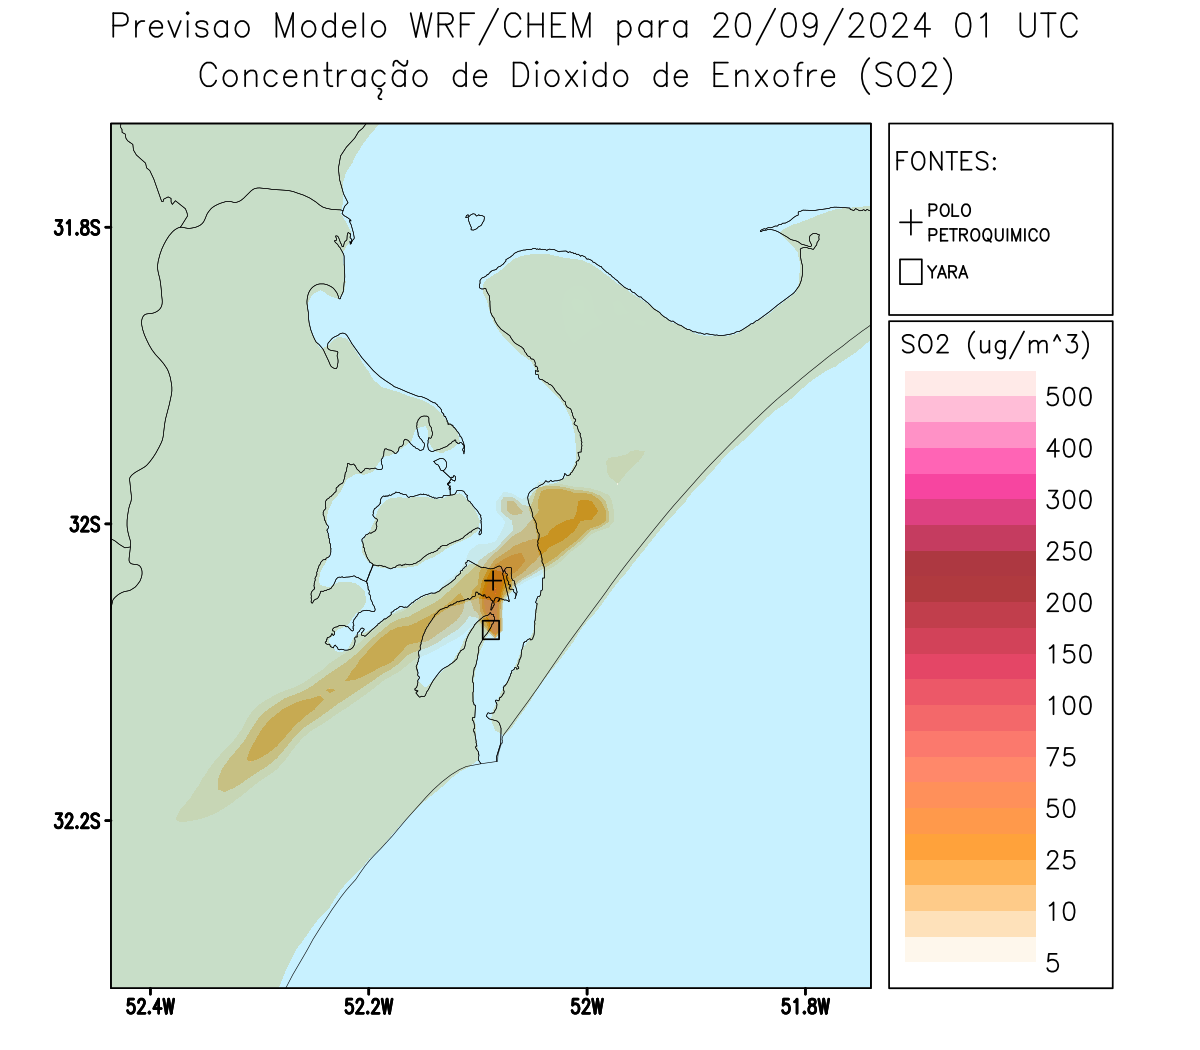 Previsao Modelo WRF/CHEM para 20/09/2024 01 UTC
Concentração de Dioxido de Enxofre (SO2)
FONTES:
POLO
PETROQUIMICO
YARA
31.8S
32S
32.2S
52.4W
52.2W
52W
51.8W
SO2 (ug/m^3)
500
400
300
250
200
150
100
75
50
25
10
5